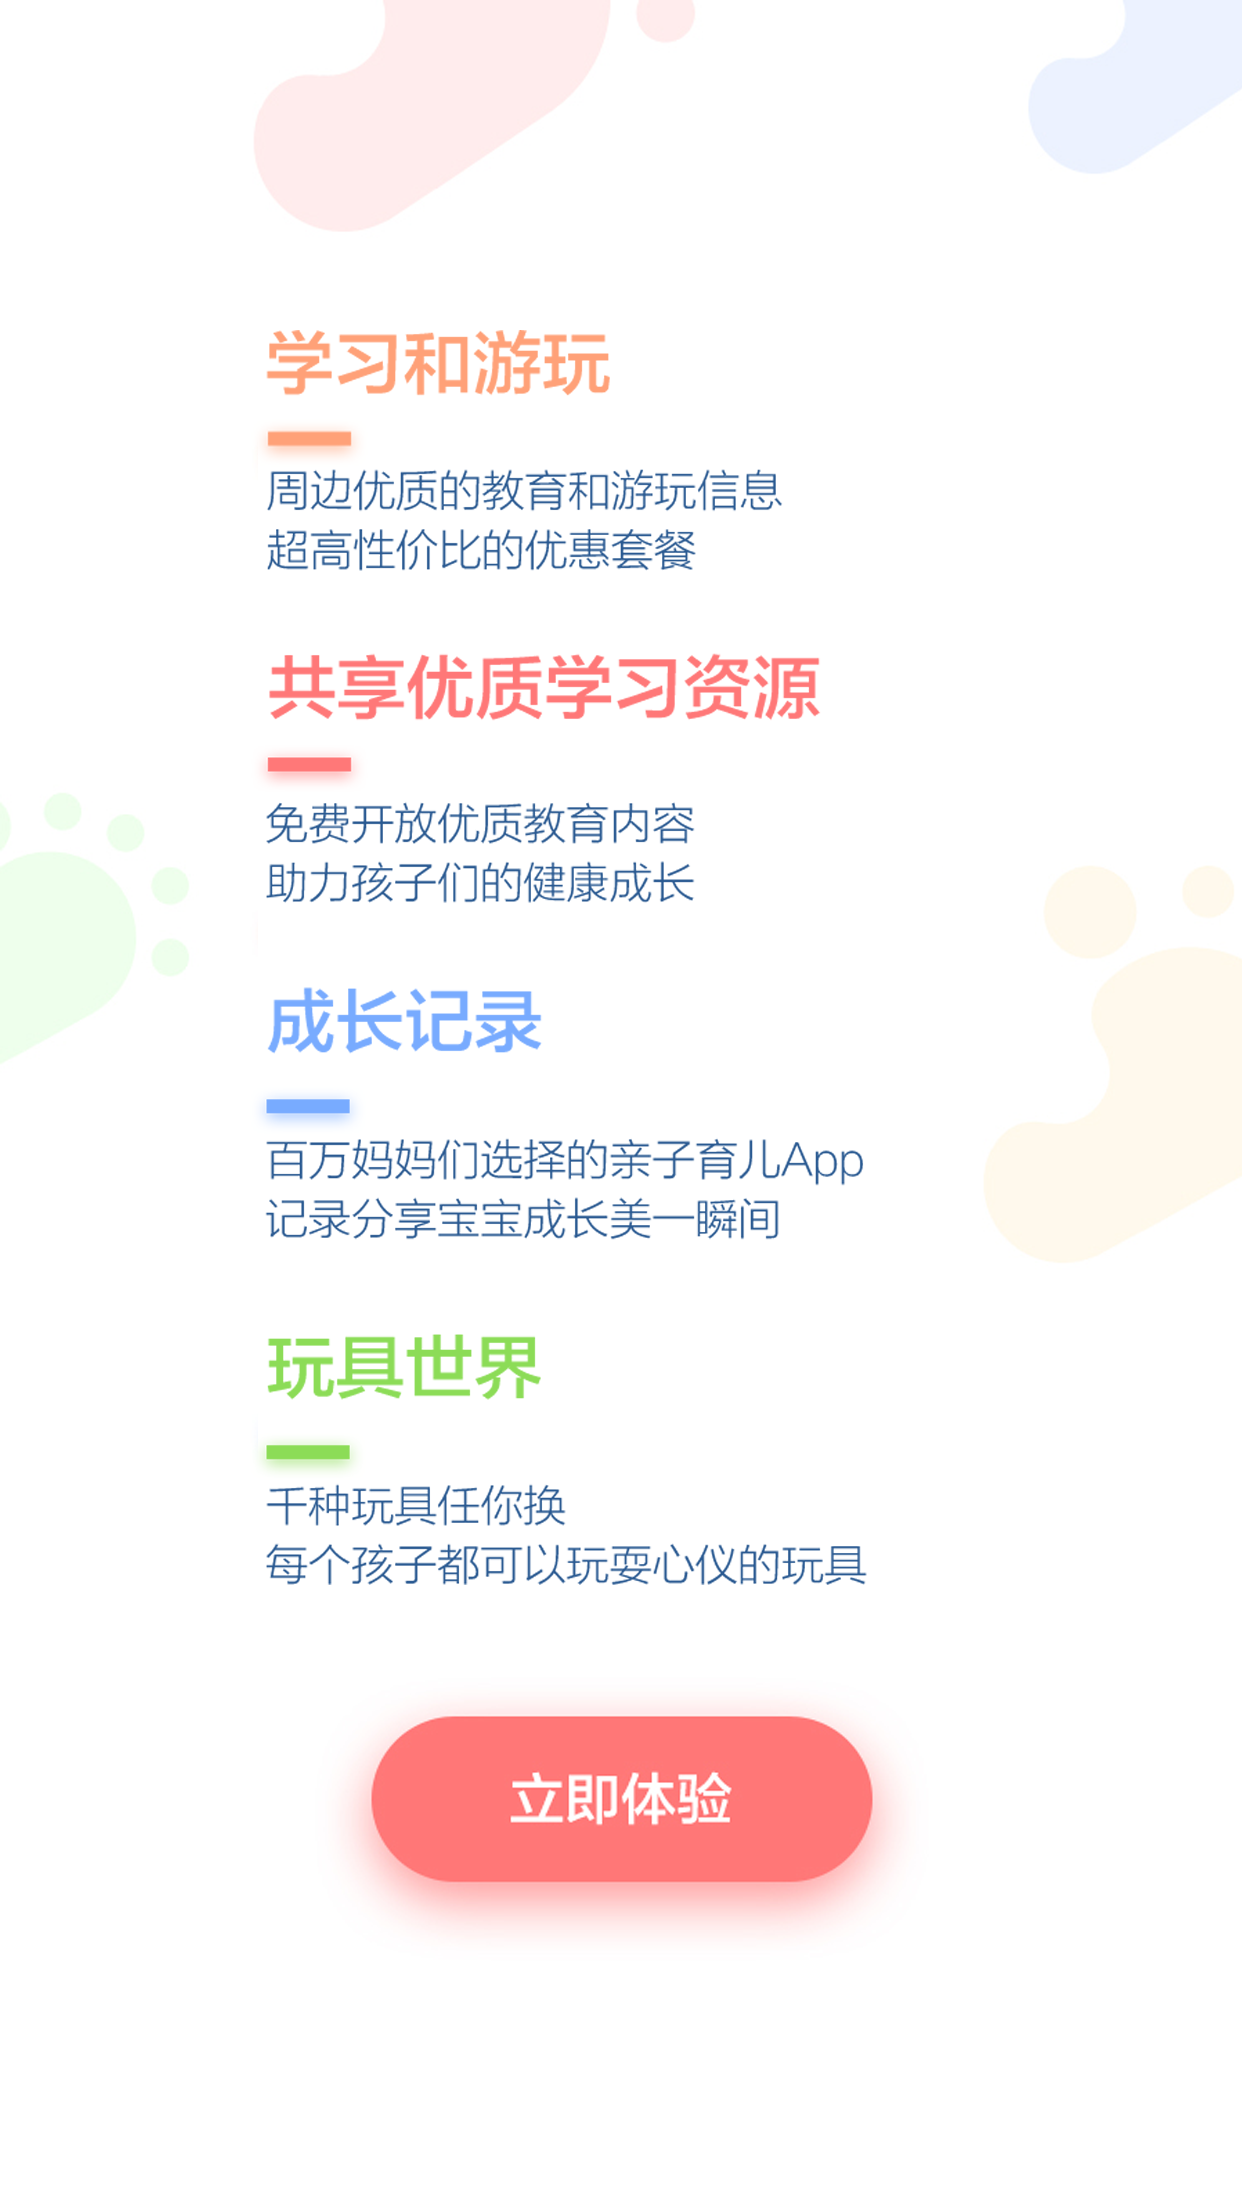 学习和游玩
周边优质的教育和游玩信息
超高性价比的优惠套餐
共享优质学习资源
免费开放优质教育内容
助力孩子们的健康成长
成长记录
百万妈妈们选择的亲子育儿App
记录分享宝宝成长美一瞬间
玩具世界
千种玩具任你换
每个孩子都可以玩耍心仪的玩具
立即体验